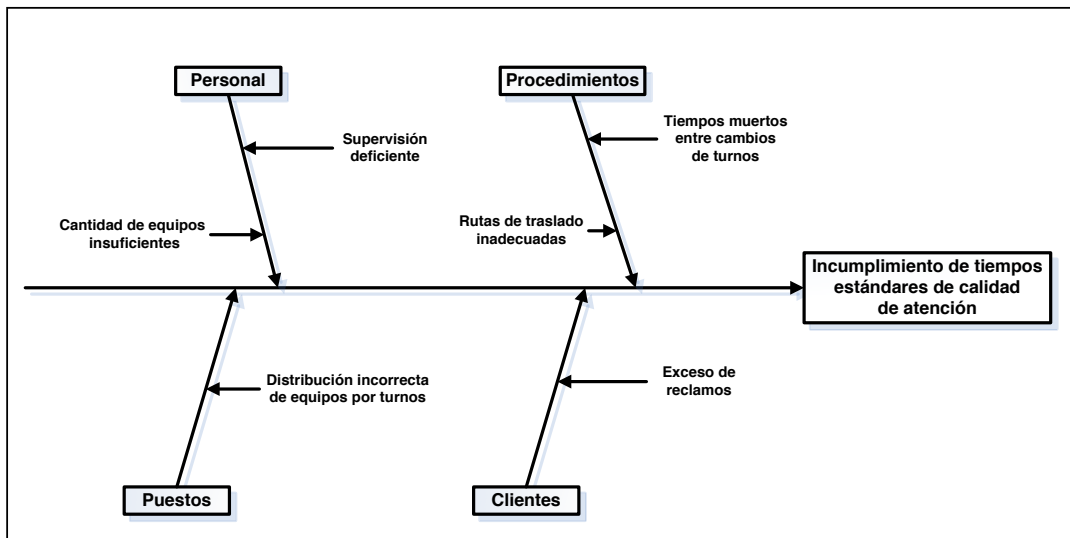 Personal
Procedimientos
Supervisión
deficiente
Tiempos muertos
entre cambios
de turnos
Cantidad de equipos
insuficientes
Rutas de traslado
inadecuadas
Incumplimiento de tiempos
estándares de calidad
de atención
Distribución incorrecta
de equipos por turnos
Exceso de
reclamos
Puestos
Clientes